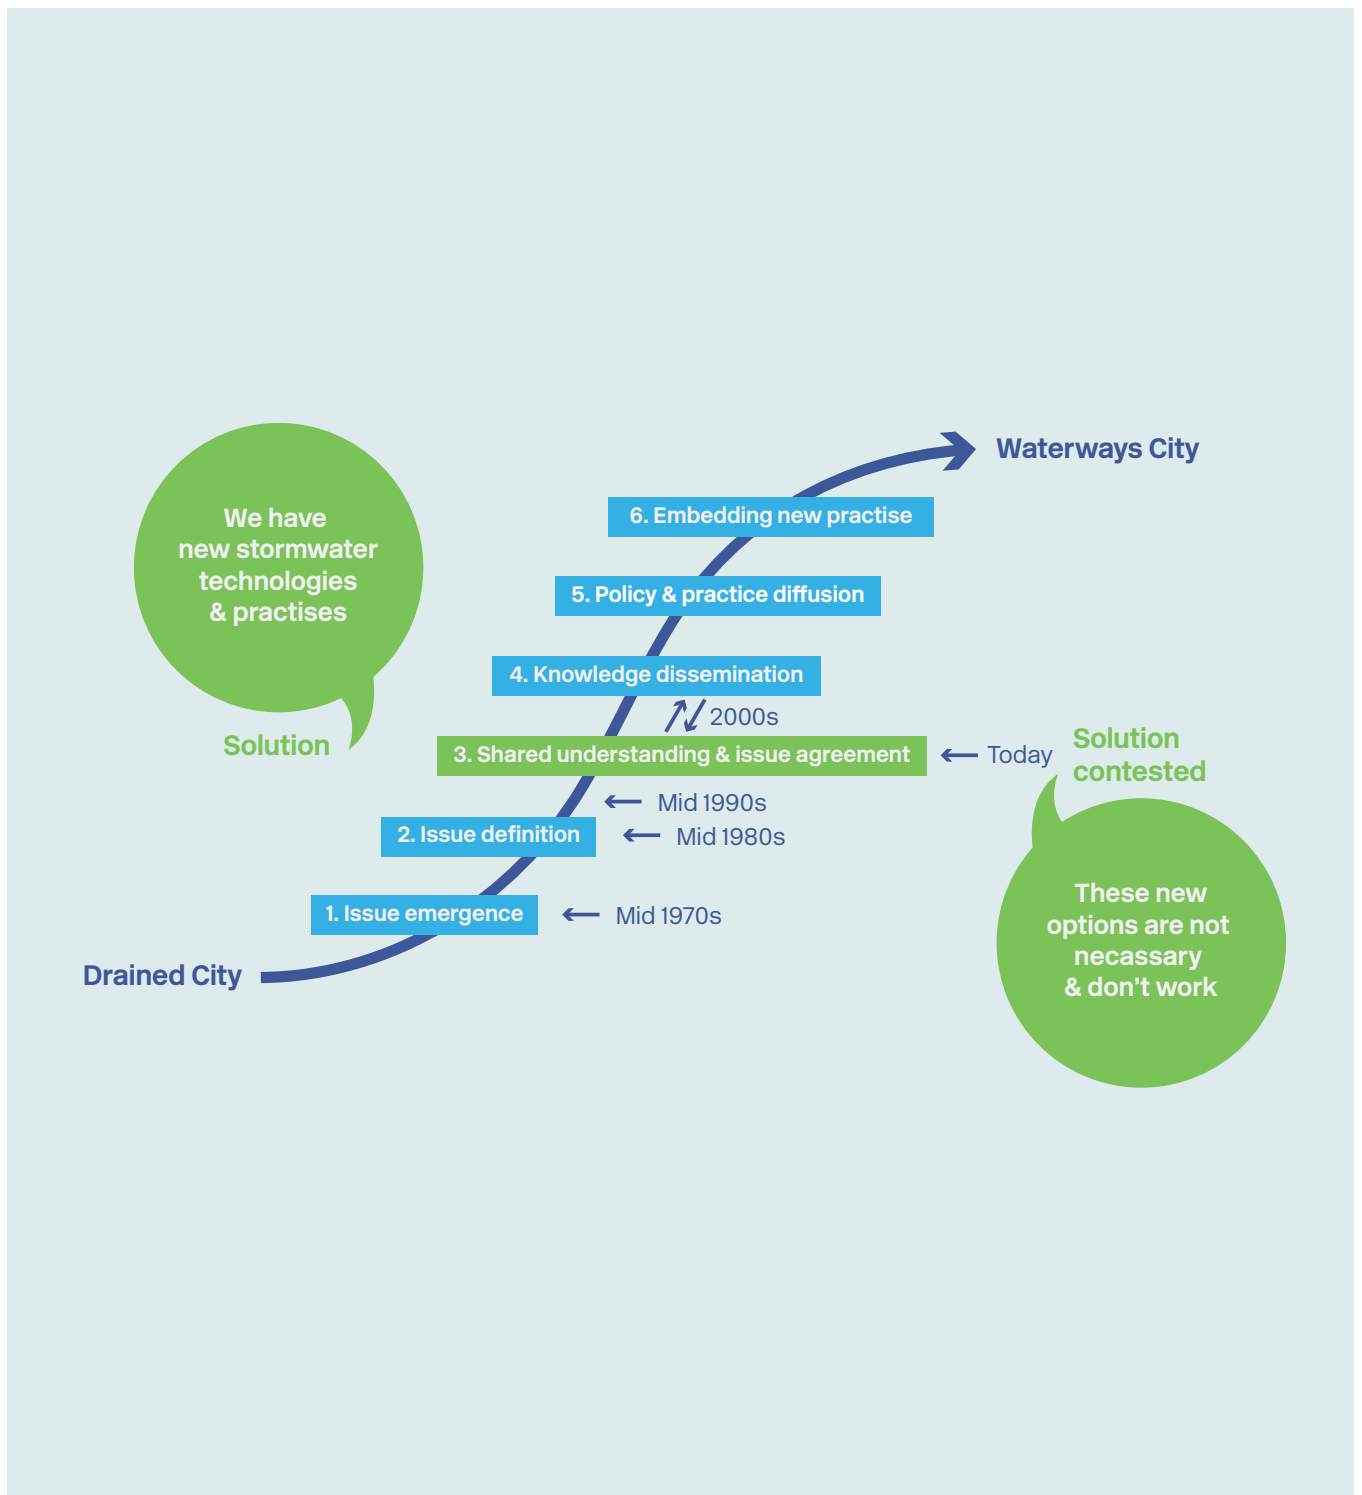 We have
new stormwater
technologies
& practises
Solution
Waterways City
6. Embedding new practise
5. Policy & practice diffusion
4. Knowledge dissemination
2000s
3. Shared understanding & issue agreement
Today
Solution
contested
Mid 1990s
2. Issue definition
Mid 1980s
1. Issue emergence
Mid 1970s
Drained City
These new
options are not
necassary
& don't work